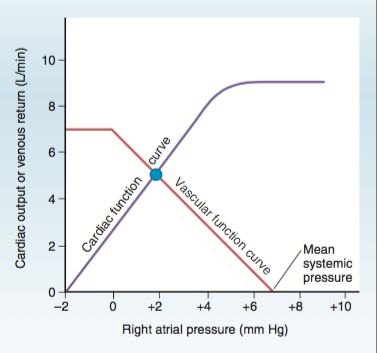 Cardiac output or venous return (L/min)
10
8
6
4
2
0
Cardiac function curve
Vascular function curve
Mean
systemic
pressure
−2 0 +2 +4 +6 +8 +10
Right atrial pressure (mm Hg)